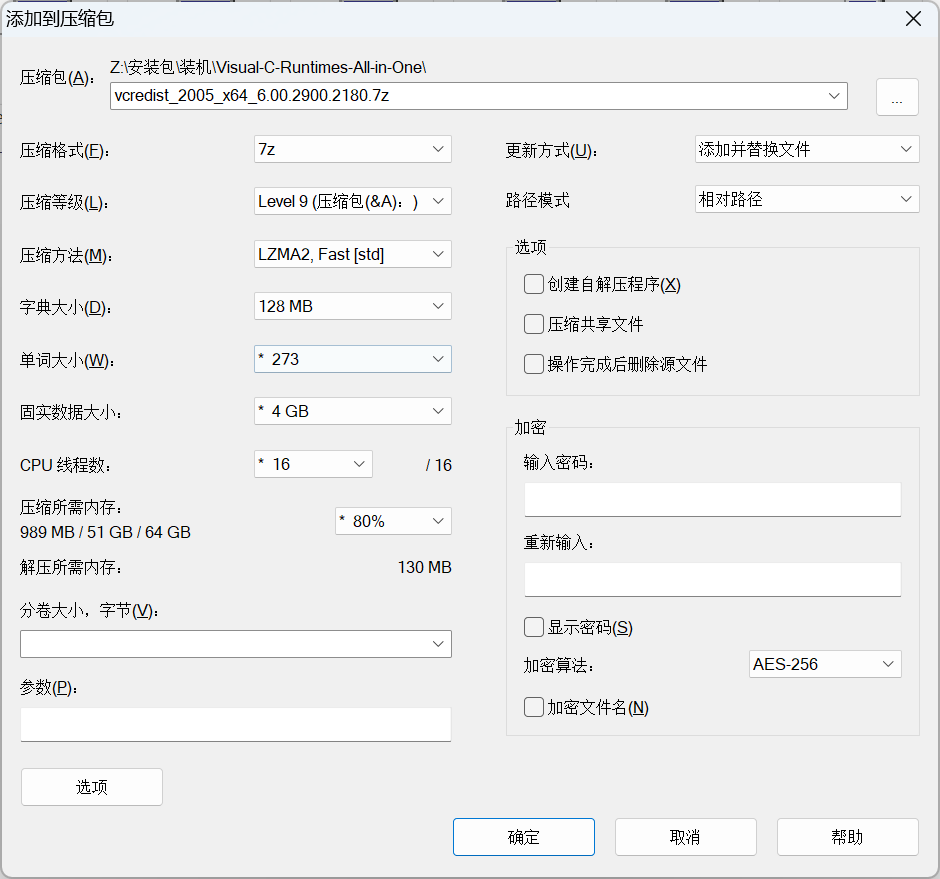 添加到压缩包
压缩包(A):
Z:\安装包\装机\Visual-C-Runtimes-All-in-One\
vcredist_2005_x64_6.00.2900.2180.7z
...
压缩格式(F):
7z
压缩等级(L):
Level 9 (压缩包(&A)：)
压缩方法(M):
LZMA2, Fast [std]
字典大小(D):
128 MB
单词大小(W):
* 273
固实数据大小：
* 4 GB
CPU 线程数：
* 16
/ 16
压缩所需内存：
989 MB / 51 GB / 64 GB
* 80%
解压所需内存：
130 MB
分卷大小，字节(V):
参数(P):
选项
更新方式(U):
添加并替换文件
路径模式
相对路径
选项
创建自解压程序(X)
压缩共享文件
操作完成后删除源文件
加密
输入密码：
重新输入：
显示密码(S)
加密算法：
AES-256
加密文件名(N)
确定
取消
帮助